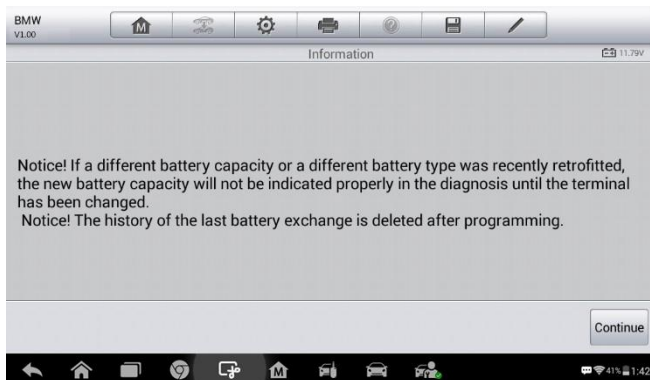 BMW
V1.00
Information
11.79V
Notice! If a different battery capacity or a different battery type was recently retrofitted,
the new battery capacity will not be indicated properly in the diagnosis until the terminal
has been changed.
Notice! The history of the last battery exchange is deleted after programming.
Continue
41% 1:42